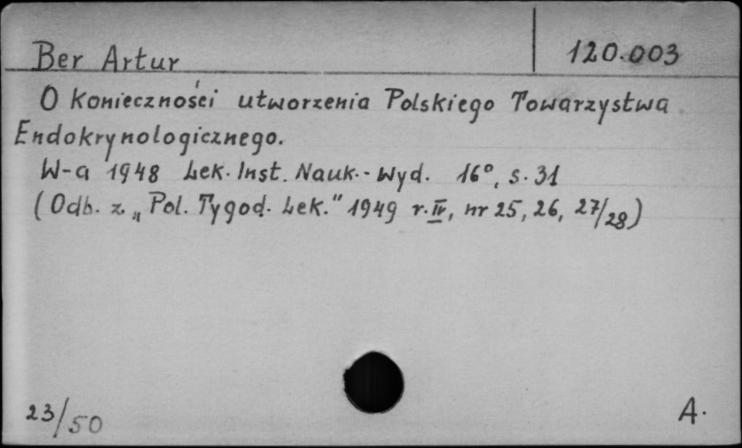 Ber Artur
120.003
O konieczności utworzenia Polskiego Towarzystwa
Endokrynologicznego.
W-a 1948 Lek. Inst. Nauk.-Wyd. 16°, s. 31
(Odb. z „Pol. Tygod. Lek." 1949 r. IV, nr 25, 26, 27/28)
23/50
A.